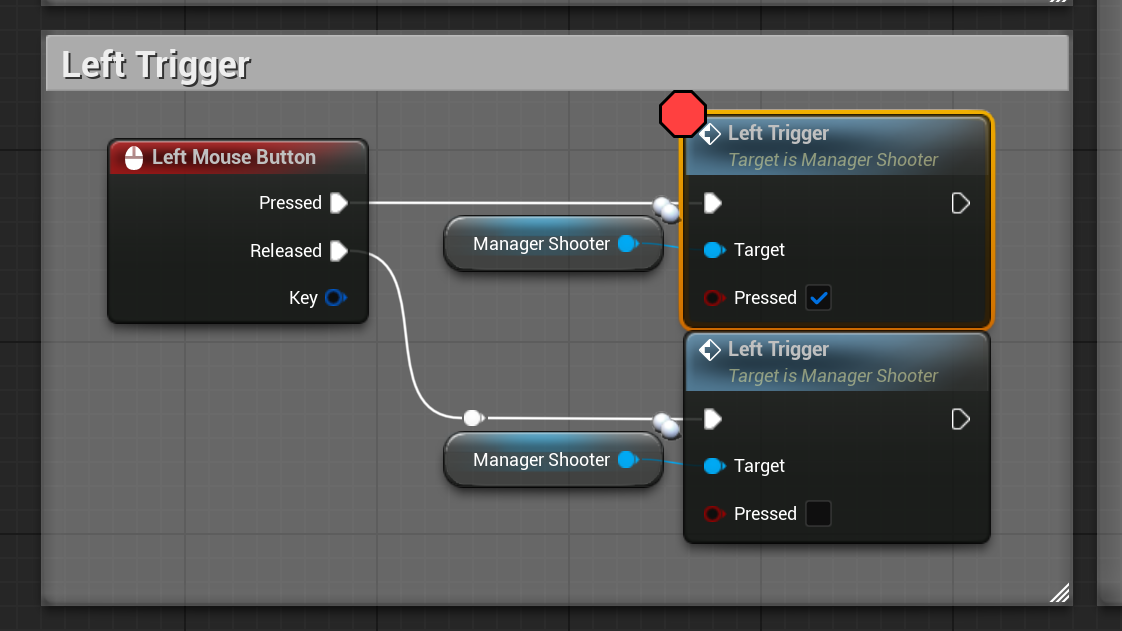 Left Trigger
Left Mouse Button
Pressed
Released
Key
Manager Shooter
Left Trigger
Target is Manager Shooter
Target
Pressed
Manager Shooter
Left Trigger
Target is Manager Shooter
Target
Pressed